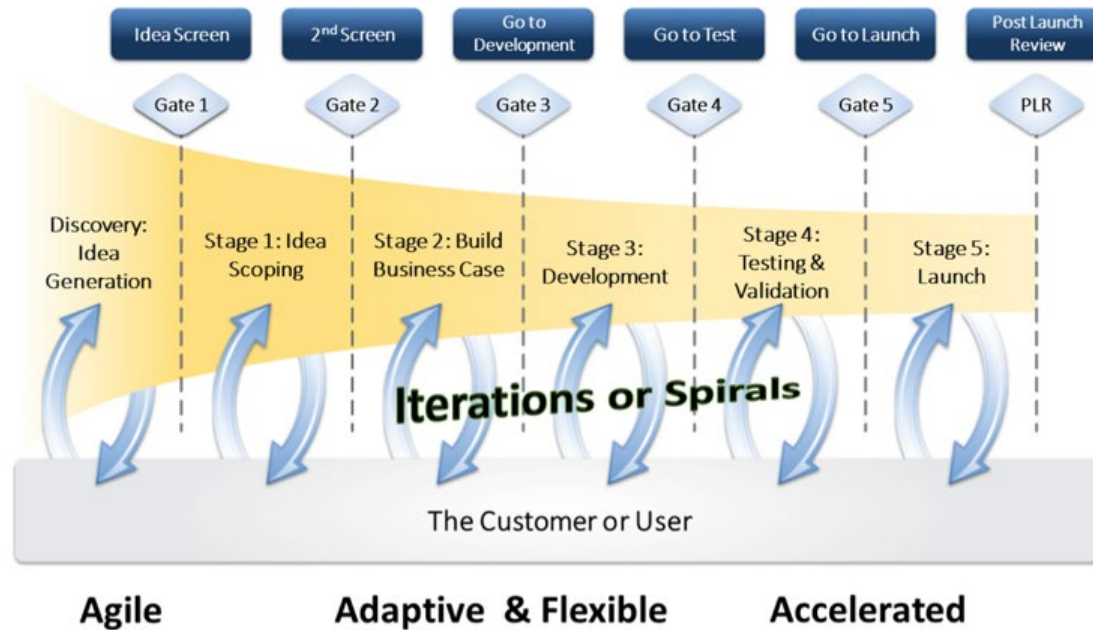 Idea Screen
2nd Screen
Go to
Development
Go to Test
Go to Launch
Post Launch
Review
Gate 1
Gate 2
Gate 3
Gate 4
Gate 5
PLR
Discovery:
Idea
Generation
Stage 1: Idea
Scoping
Stage 2: Build
Business Case
Stage 3:
Development
Stage 4:
Testing &
Validation
Stage 5:
Launch
Iterations or Spirals
The Customer or User
Agile
Adaptive & Flexible
Accelerated